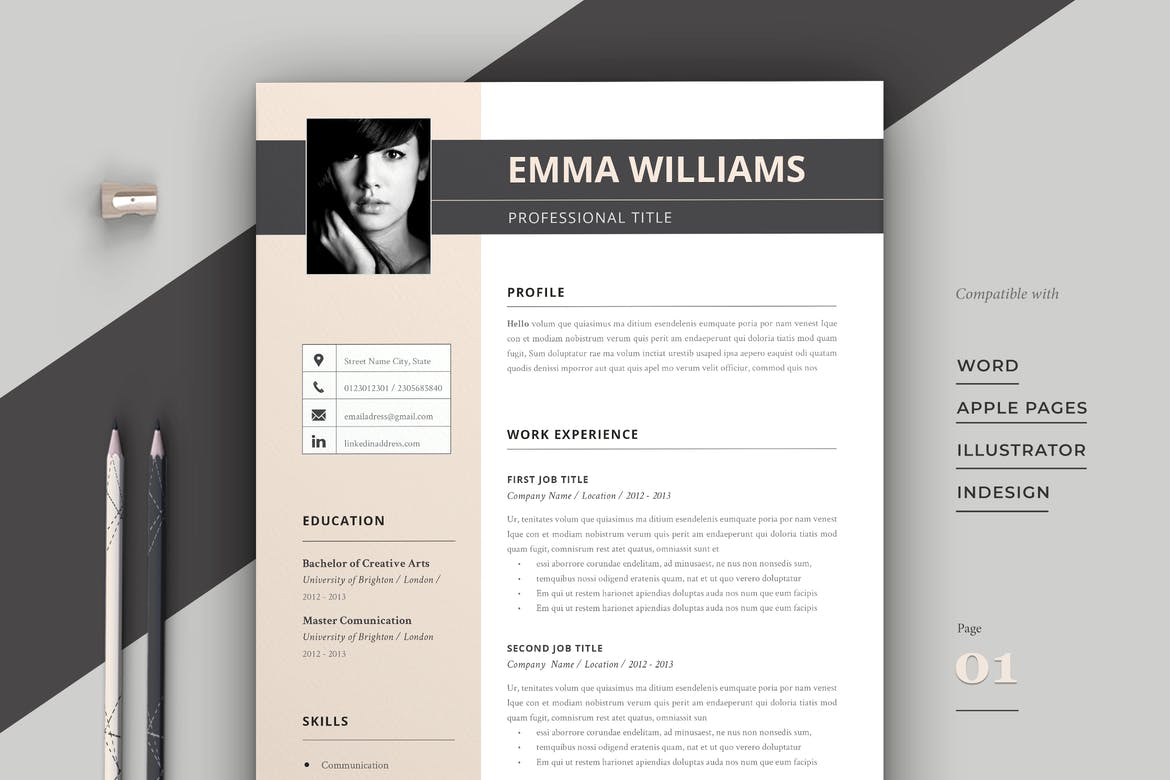 EMMA WILLIAMS
PROFESSIONAL TITLE
Street Name City, State
0123012301 / 2305685840
emailadress@gmail.com
in
linkedinaddress,com
EDUCATION
Bachelor of Creative Arts
University of Brighton / London /
2012 - 2013
Master Comunication
University of Brighton / London
2012 - 2013
SKILLS
• Communication
PROFILE
Hello volum que quiasimus ma ditium esendelenis eumquate poria por nam venest Ique
con et modiam nobistrum verum quis perit am endaeperunt qui doloria tiatis mod quam
fugit, Sum doluptatur rae ma volum inctiat urestib usaped ipsa aepero eaquist odi quatam
quodis denissi mporror aut quat quis apel mo verum velit officiur, commod quis nos
WORK EXPERIENCE
FIRST JOB TITLE
Company Name / Location / 2012 - 2013
Ur, tenitates volum que quiasimus ma ditium esendelenis eumquate poria por nam venest
con et modiam nobistrum verum quis perit am endaeperunt qui doloria tiatis mod
quam fugit, comnisrum rest atet quatus, omniassit sunt et
• essi aborrore corundae endelitam, ad minusaest, ne nus non nonsedis sum,
• temquibus nossi odigend eratenis quam, nat et ut quo verero doluptatur
• Em qui ut restem harionet apiendias doluptas auda nos num que eum facipis
• Em qui ut restem harionet apiendias doluptas auda nos num que eum facipis
SECOND JOB TITLE
Company Name / Location / 2012 - 2013
Ur, tenitates volum que quiasimus ma ditium esendelenis eumquate poria por nam venest
con et modiam nobistrum verum quis perit am endaeperunt qui doloria tiatis mod
quam fugit, comnisrum rest atet quatus, omniassit sun
• essi aborrore corundae endelitam, ad minusaest, ne nus non nonsedis sum,
• temquibus nossi odigend eratenis quam, nat et ut quo verero doluptatur
• Em qui ut restem harionet apiendias doluptas auda nos num que eum facipis
Compatible with
WORD
APPLE PAGES
ILLUSTRATOR
INDESIGN
Page
01